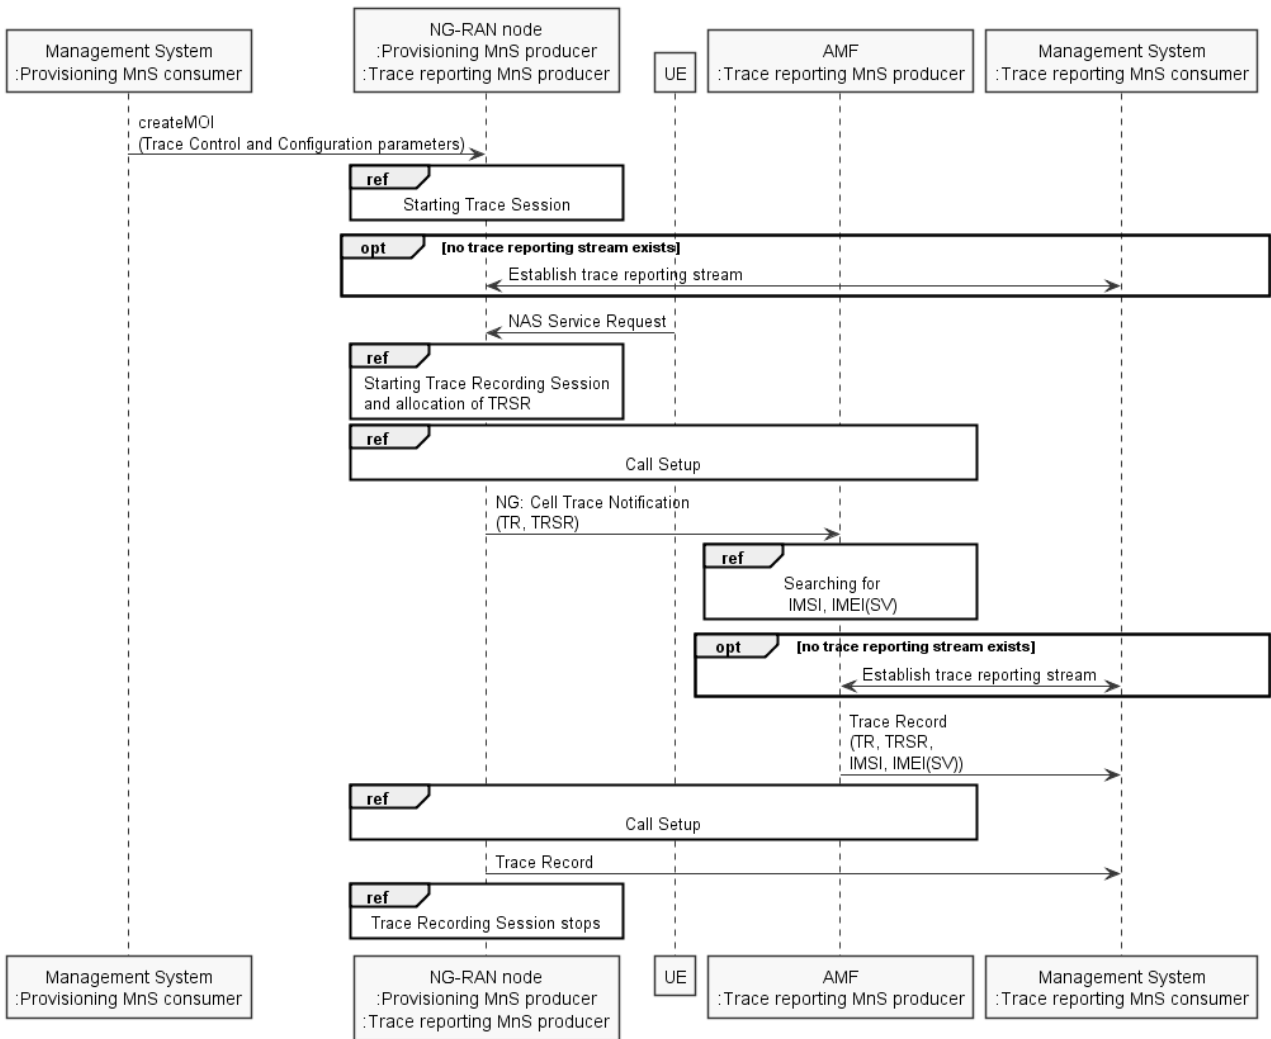 Management System
:Provisioning MnS consumer
NG-RAN node
:Provisioning MnS producer
:Trace reporting MnS producer
UE
AMF
:Trace reporting MnS producer
Management System
:Trace reporting MnS consumer
createMOI
(Trace Control and Configuration parameters)
ref
Starting Trace Session
opt
[no trace reporting stream exists]
Establish trace reporting stream
NAS Service Request
ref
Starting Trace Recording Session
and allocation of TRSR
ref
Call Setup
NG: Cell Trace Notification
(TR, TRSR)
ref
Searching for
IMSI, IMEI(SV)
opt
[no trace reporting stream exists]
Establish trace reporting stream
Trace Record
(TR, TRSR,
IMSI, IMEI(SV))
ref
Call Setup
Trace Record
ref
Trace Recording Session stops
Management System
:Provisioning MnS consumer
NG-RAN node
:Provisioning MnS producer
:Trace reporting MnS producer
UE
AMF
:Trace reporting MnS producer
Management System
:Trace reporting MnS consumer